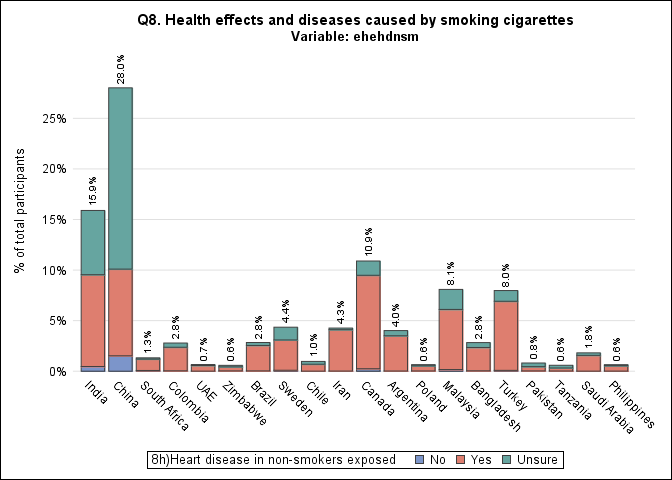 Q8. Health effects and diseases caused by smoking cigarettes
Variable: ehehdnsm
% of total participants
25%
20%
15%
10%
5%
0%
15.9%
28.0%
1.3%
2.8%
0.7%
0.6%
2.8%
4.4%
1.0%
4.3%
10.9%
4.0%
0.6%
8.1%
2.8%
8.0%
0.8%
0.6%
1.8%
0.6%
India
China
South Africa
Colombia
UAE
Zimbabwe
Brazil
Sweden
Chile
Iran
Canada
Argentina
Poland
Malaysia
Bangladesh
Turkey
Pakistan
Tanzania
Saudi Arabia
Philippines
8h)Heart disease in non-smokers exposed No Yes Unsure